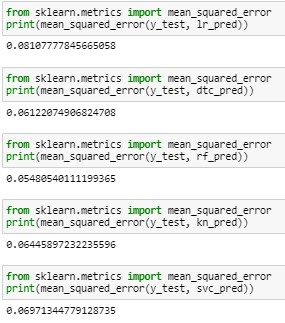 from sklearn.metrics import mean_squared_error
print(mean_squared_error(y_test, lr_pred))
0.08107777845665058
from sklearn.metrics import mean_squared_error
print(mean_squared_error(y_test, dtc_pred))
0.06122074906824708
from sklearn.metrics import mean_squared_error
print(mean_squared_error(y_test, rf_pred))
0.05480540111199365
from sklearn.metrics import mean_squared_error
print(mean_squared_error(y_test, kn_pred))
0.06445897232235596
from sklearn.metrics import mean_squared_error
print(mean_squared_error(y_test, svc_pred))
0.06971344779128735